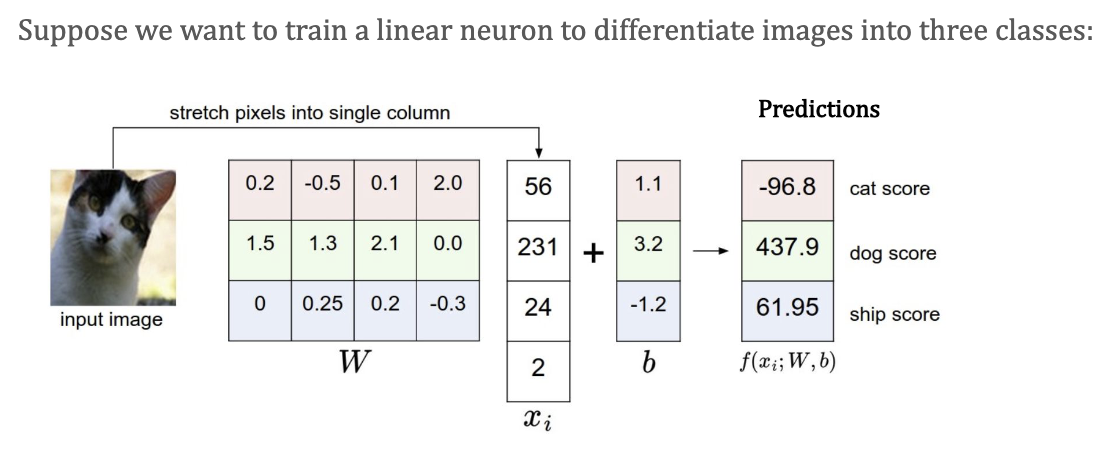 Suppose we want to train a linear neuron to differentiate images into three classes:
stretch pixels into single column
Predictions
input image
0.2 -0.5 0.1 2.0
1.5 1.3 2.1 0.0
0 0.25 0.2 -0.3
W
56
231
24
2
xᵢ
+
1.1
3.2
-1.2
b
-96.8 cat score
437.9 dog score
61.95 ship score
f(xᵢ; W, b)